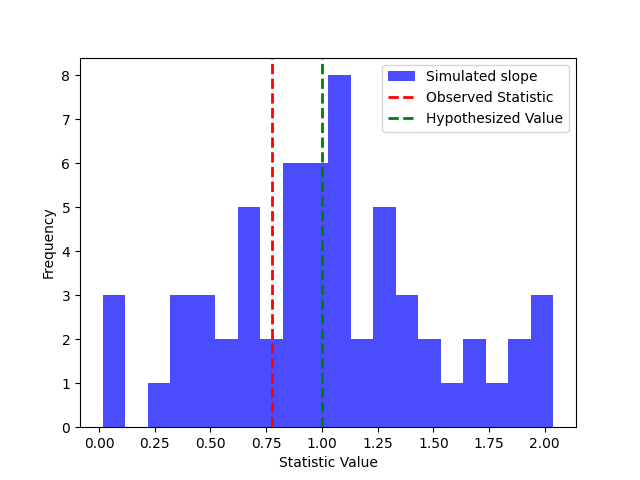 Simulated slope
Observed Statistic
Hypothesized Value
8
7
6
5
4
3
2
1
0
Frequency
0.00 0.25 0.50 0.75 1.00 1.25 1.50 1.75 2.00
Statistic Value